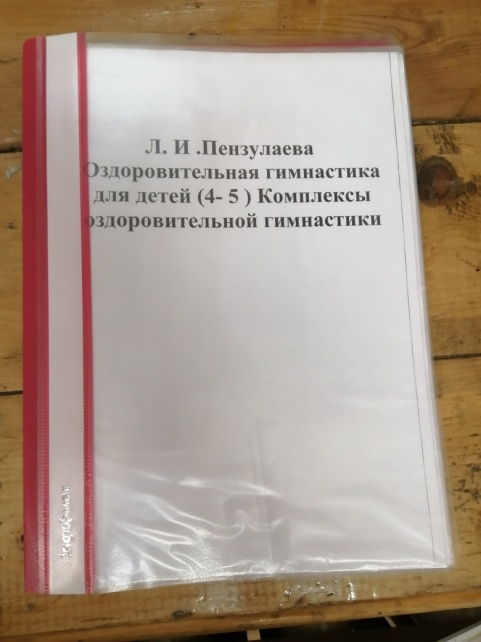 Л. И .Пензулаева
Оздоровительная гимнастика
для детей (4- 5 ) Комплексы
оздоровительной гимнастики